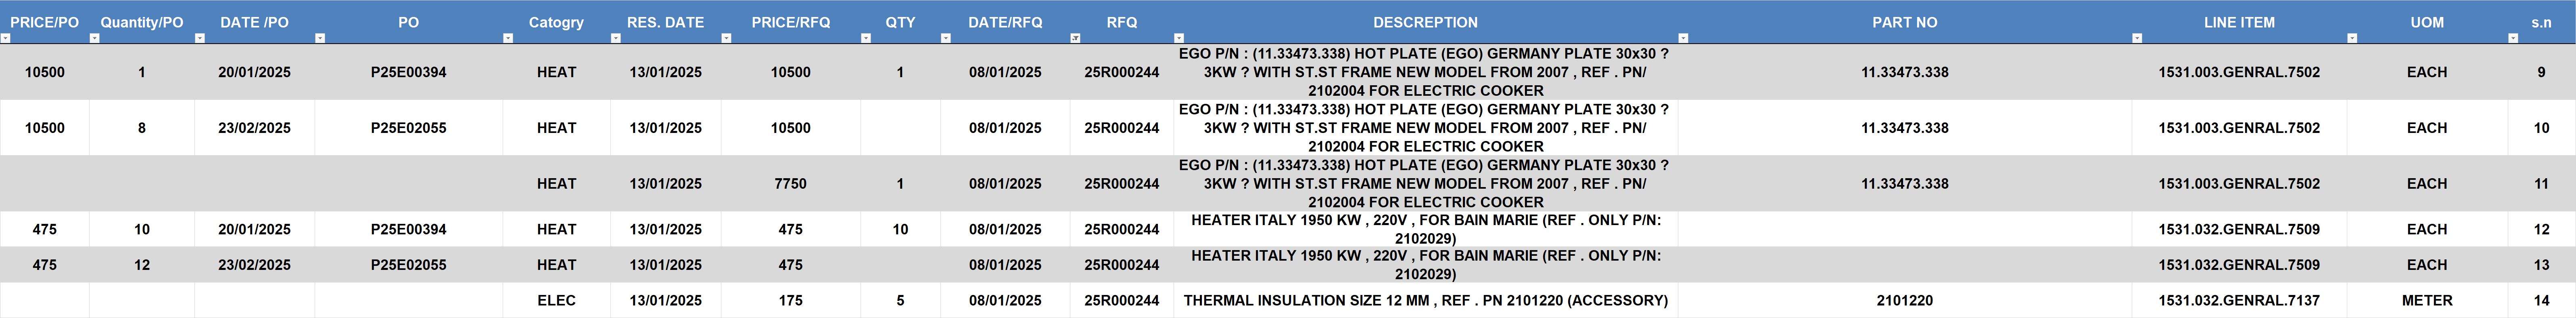 PRICE/PO Quantity/PO DATE /PO PO Catogry RES. DATE PRICE/RFQ QTY DATE/RFQ RFQ DESCREPTION PART NO LINE ITEM UOM s.n
EGO P/N : (11.33473.338) HOT PLATE (EGO) GERMANY PLATE 30x30 ?
10500 1 20/01/2025 P25E00394 HEAT 13/01/2025 10500 1 08/01/2025 25R000244 3KW ? WITH ST.ST FRAME NEW MODEL FROM 2007 , REF . PN/ 11.33473.338 1531.003.GENRAL.7502 EACH 9
2102004 FOR ELECTRIC COOKER
EGO P/N : (11.33473.338) HOT PLATE (EGO) GERMANY PLATE 30x30 ?
10500 8 23/02/2025 P25E02055 HEAT 13/01/2025 10500 08/01/2025 25R000244 3KW ? WITH ST.ST FRAME NEW MODEL FROM 2007 , REF . PN/ 11.33473.338 1531.003.GENRAL.7502 EACH 10
2102004 FOR ELECTRIC COOKER
EGO P/N : (11.33473.338) HOT PLATE (EGO) GERMANY PLATE 30x30 ?
HEAT 13/01/2025 7750 1 08/01/2025 25R000244 3KW ? WITH ST.ST FRAME NEW MODEL FROM 2007 , REF . PN/ 11.33473.338 1531.003.GENRAL.7502 EACH 11
2102004 FOR ELECTRIC COOKER
HEATER ITALY 1950 KW , 220V , FOR BAIN MARIE (REF . ONLY P/N:
475 10 20/01/2025 P25E00394 HEAT 13/01/2025 475 10 08/01/2025 25R000244 2102029) 1531.032.GENRAL.7509 EACH 12
HEATER ITALY 1950 KW , 220V , FOR BAIN MARIE (REF . ONLY P/N:
475 12 23/02/2025 P25E02055 HEAT 13/01/2025 475 08/01/2025 25R000244 2102029) 1531.032.GENRAL.7509 EACH 13
ELEC 13/01/2025 175 5 08/01/2025 25R000244 THERMAL INSULATION SIZE 12 MM , REF . PN 2101220 (ACCESSORY) 2101220 1531.032.GENRAL.7137 METER 14